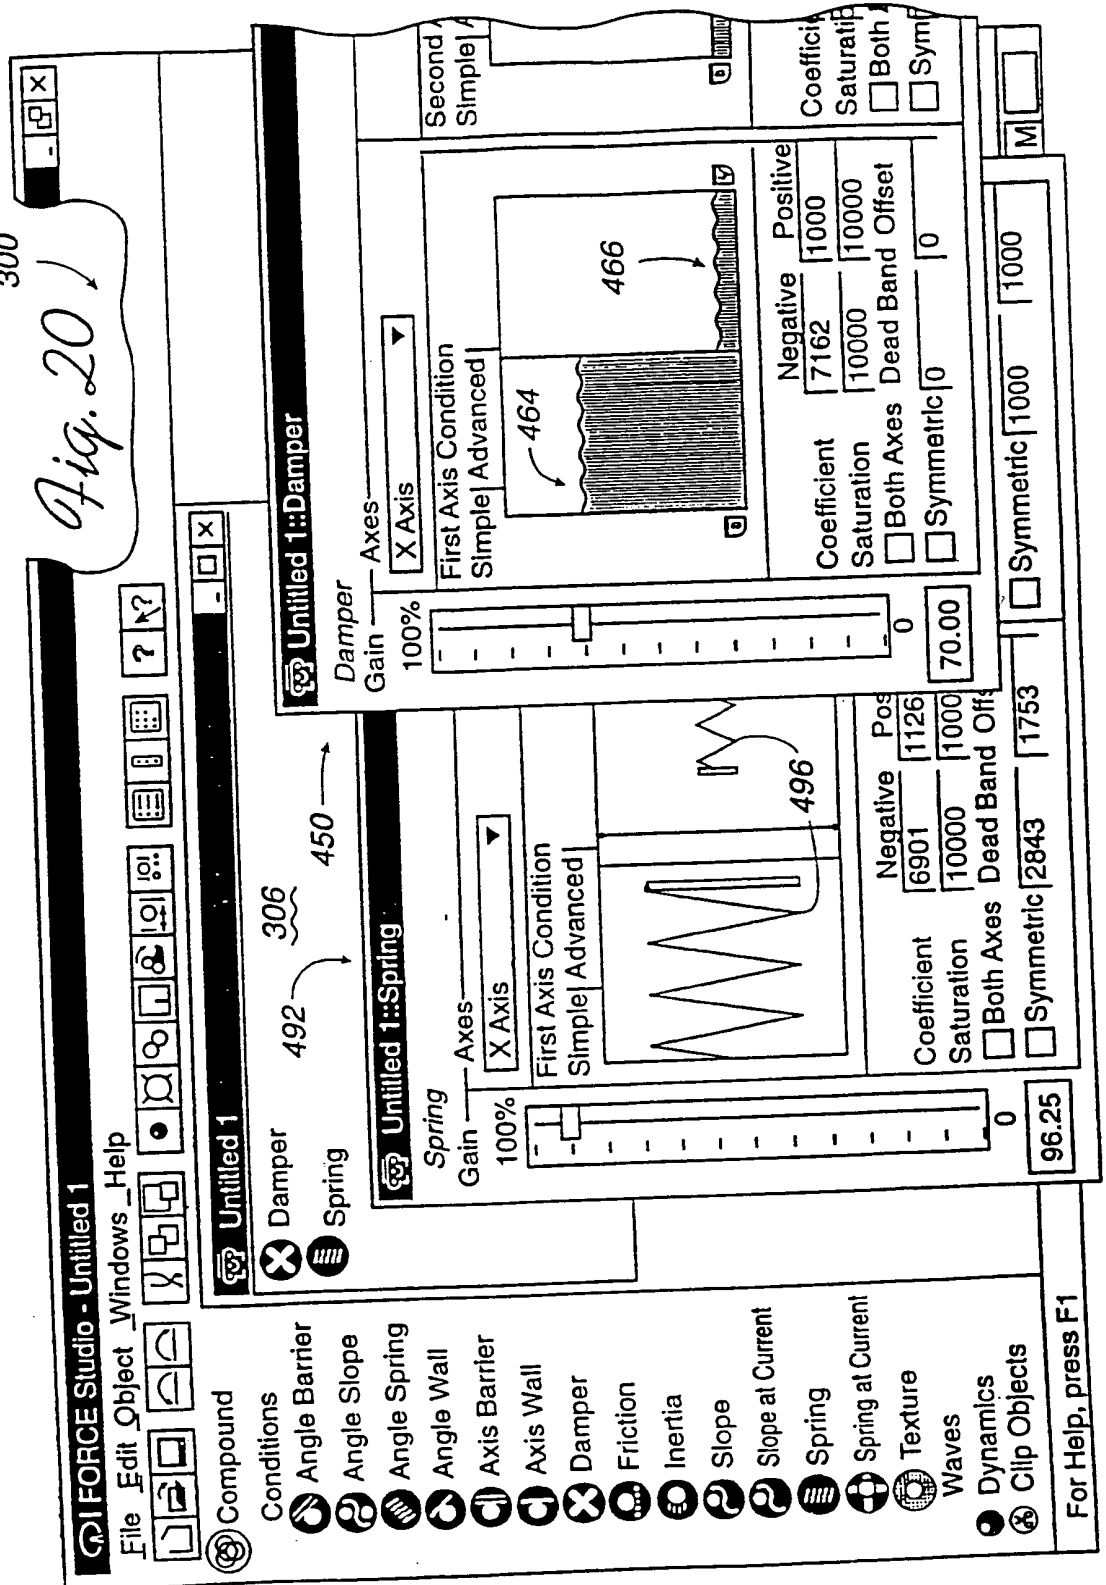 300
Fig. 20
I FORCE Studio - Untitled 1
File Edit Object Windows Help
Compound
Conditions
Angle Barrier
Angle Slope
Angle Spring
Angle Wall
Axis Barrier
Axis Wall
Damper
Friction
Inertia
Slope
Slope at Current
Spring
Spring at Current
Texture
Waves
Dynamics
Clip Objects
For Help, press F1
Untitled 1
Damper
Spring
306
492
450
Untitled 1::Spring
Spring
Gain
100%
0
96.25
Axes
X Axis
First Axis Condition
Simple Advanced
496
Negative Pos
Coefficient 6901 1126
Saturation 10000 1000
Both Axes Dead Band Offs
Symmetric 2843 1753
Untitled 1::Damper
Damper
Gain
100%
0
70.00
Axes
X Axis
First Axis Condition
Simple Advanced
464
466
Negative Positive
Coefficient 7162 1000
Saturation 10000 10000
Both Axes Dead Band Offset
Symmetric 0 0
Second A
Simple
Coefficie
Saturatio
Both
Sym
Symmetric 1000 1000
M